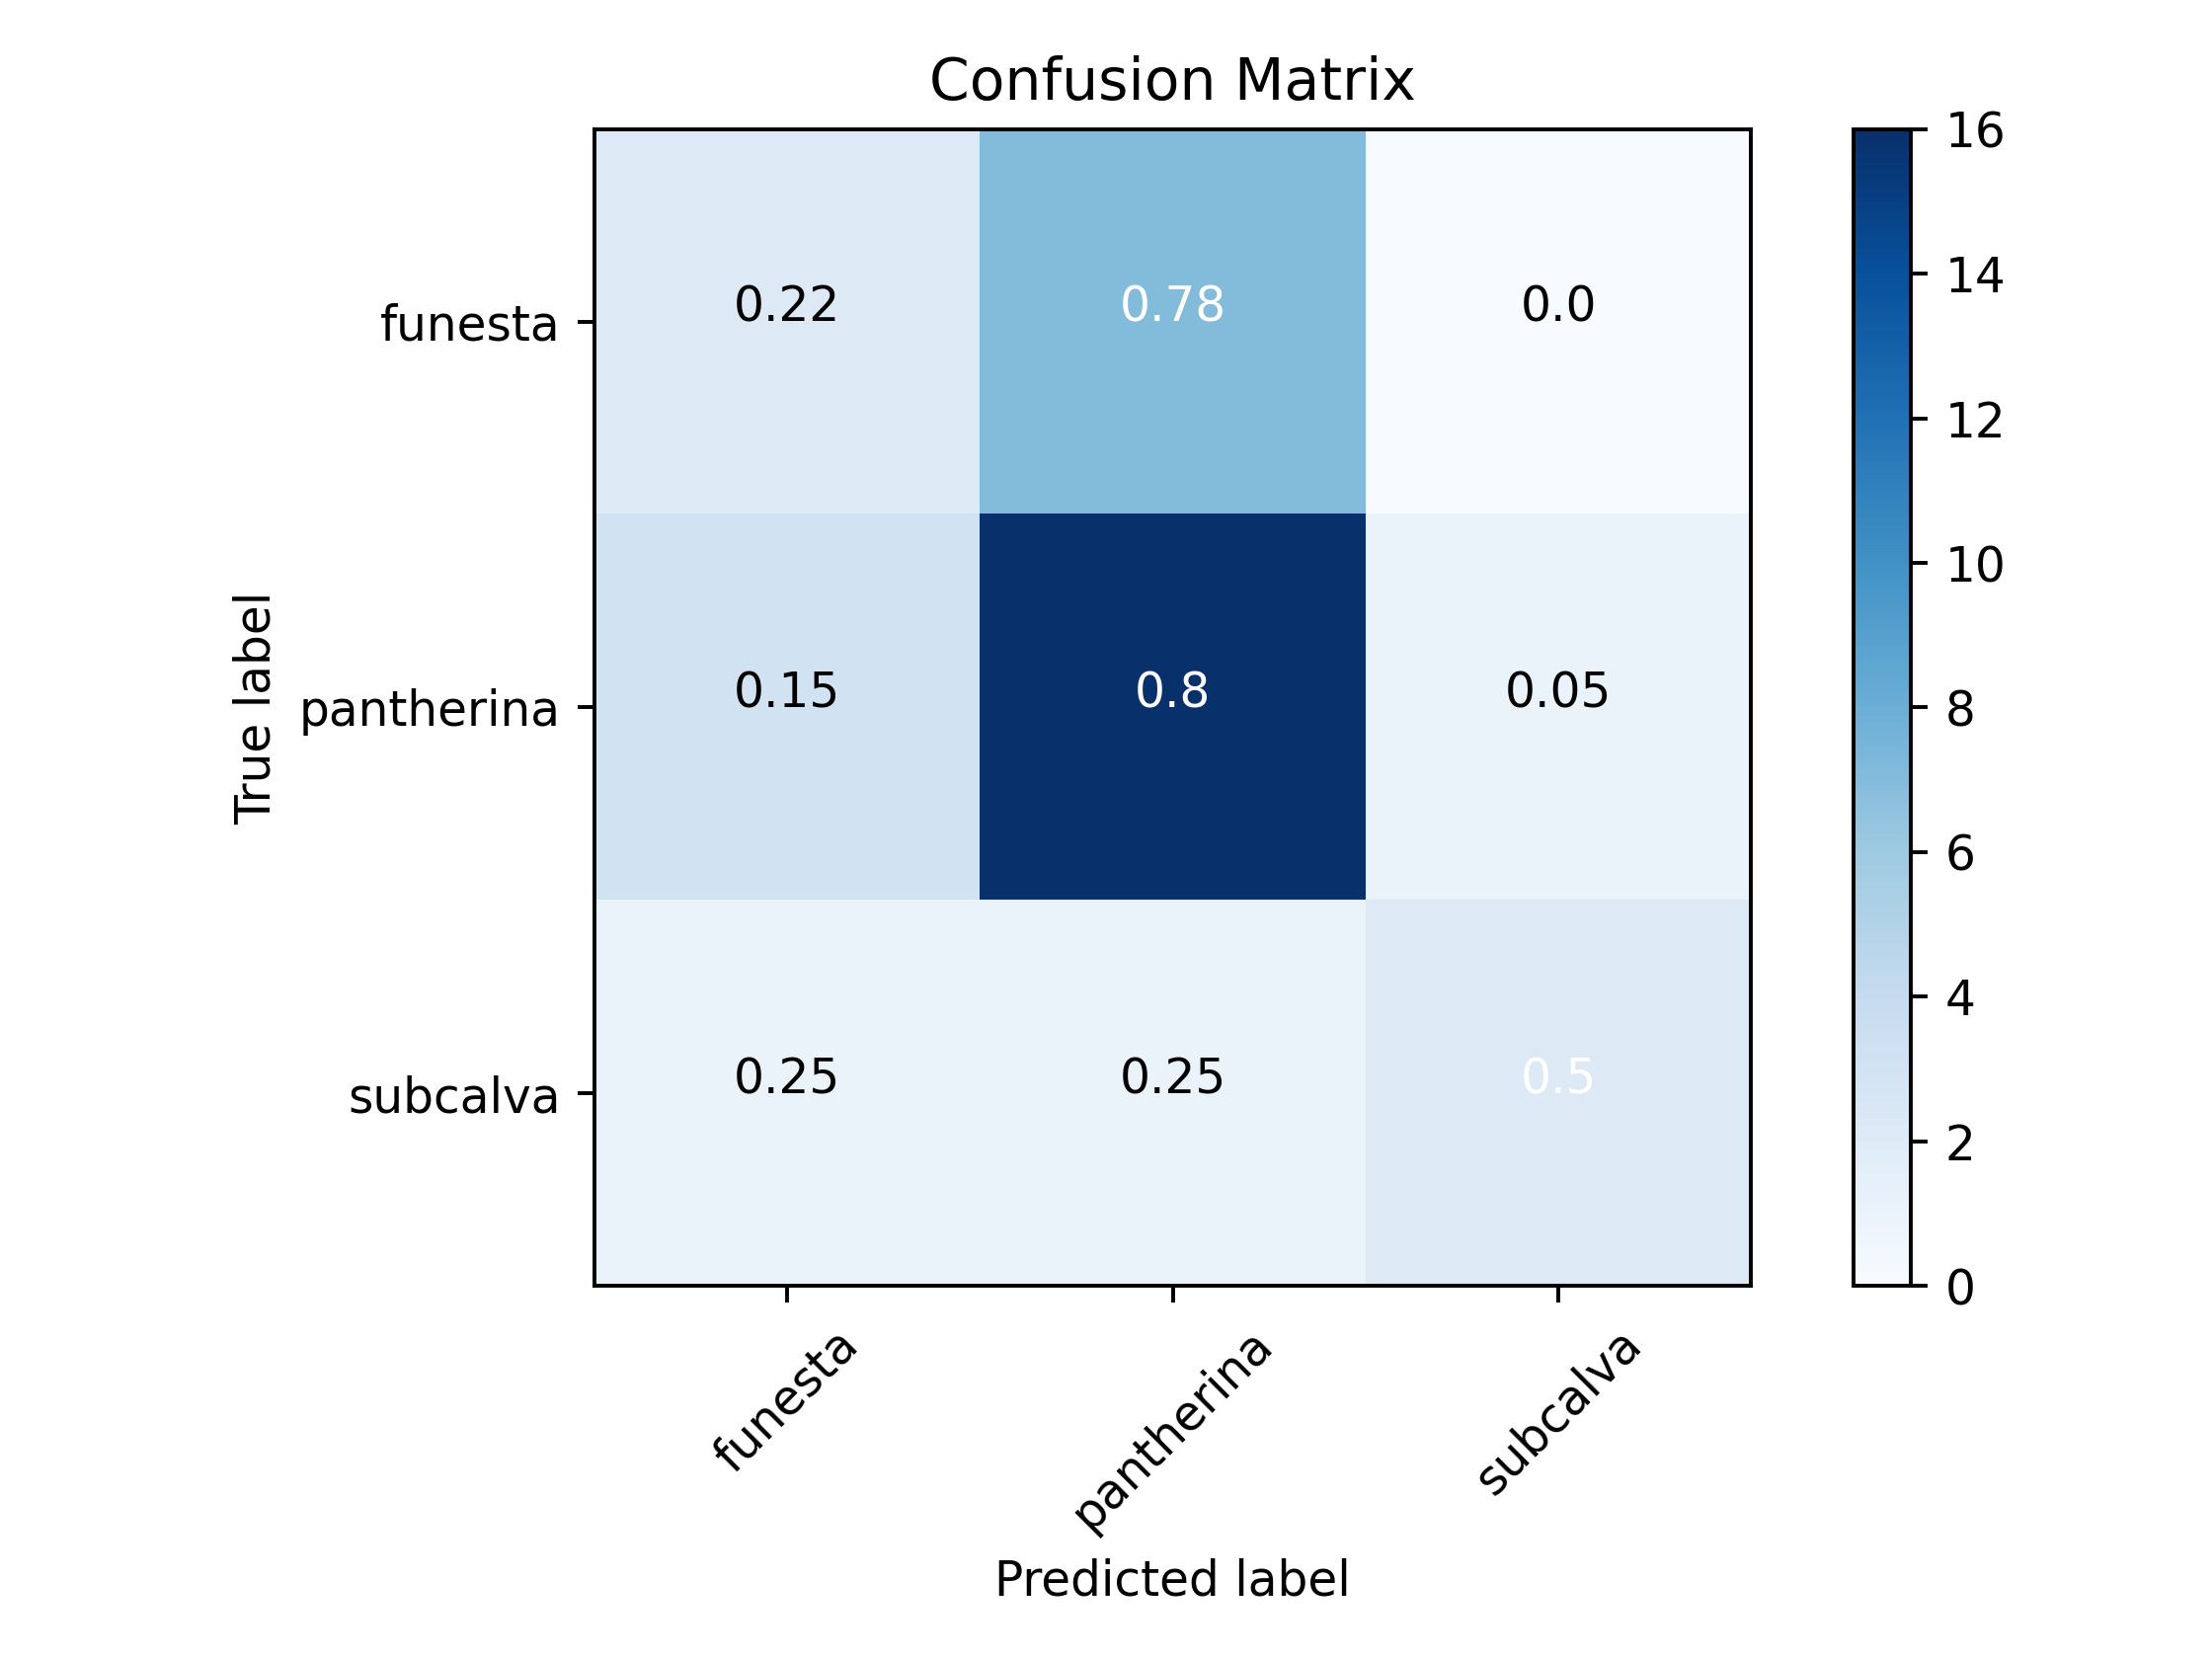 Confusion Matrix
funesta
0.22 0.78 0.0
pantherina
0.15 0.8 0.05
subcalva
0.25 0.25 0.5
True label
funesta pantherina subcalva
Predicted label
16
14
12
10
8
6
4
2
0